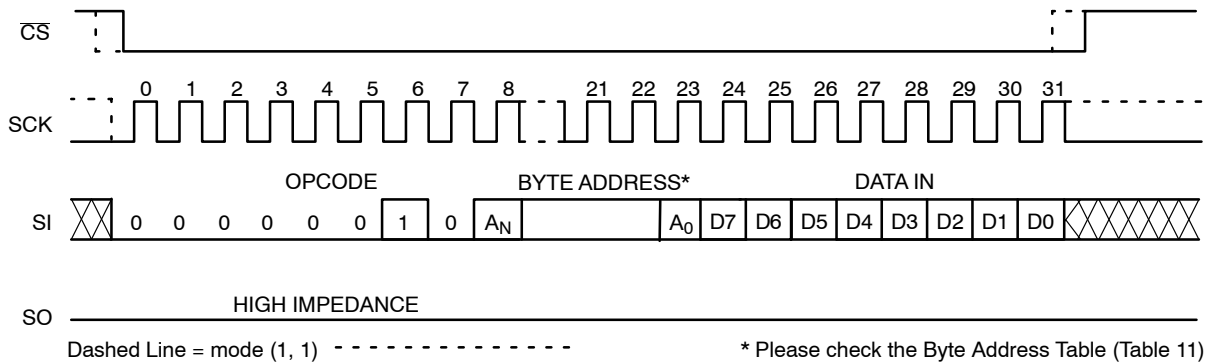 CS
0 1 2 3 4 5 6 7 8 21 22 23 24 25 26 27 28 29 30 31
SCK
OPCODE BYTE ADDRESS* DATA IN
SI 0 0 0 0 0 0 1 0 AN A0 D7 D6 D5 D4 D3 D2 D1 D0
HIGH IMPEDANCE
SO
Dashed Line = mode (1, 1) * Please check the Byte Address Table (Table 11)